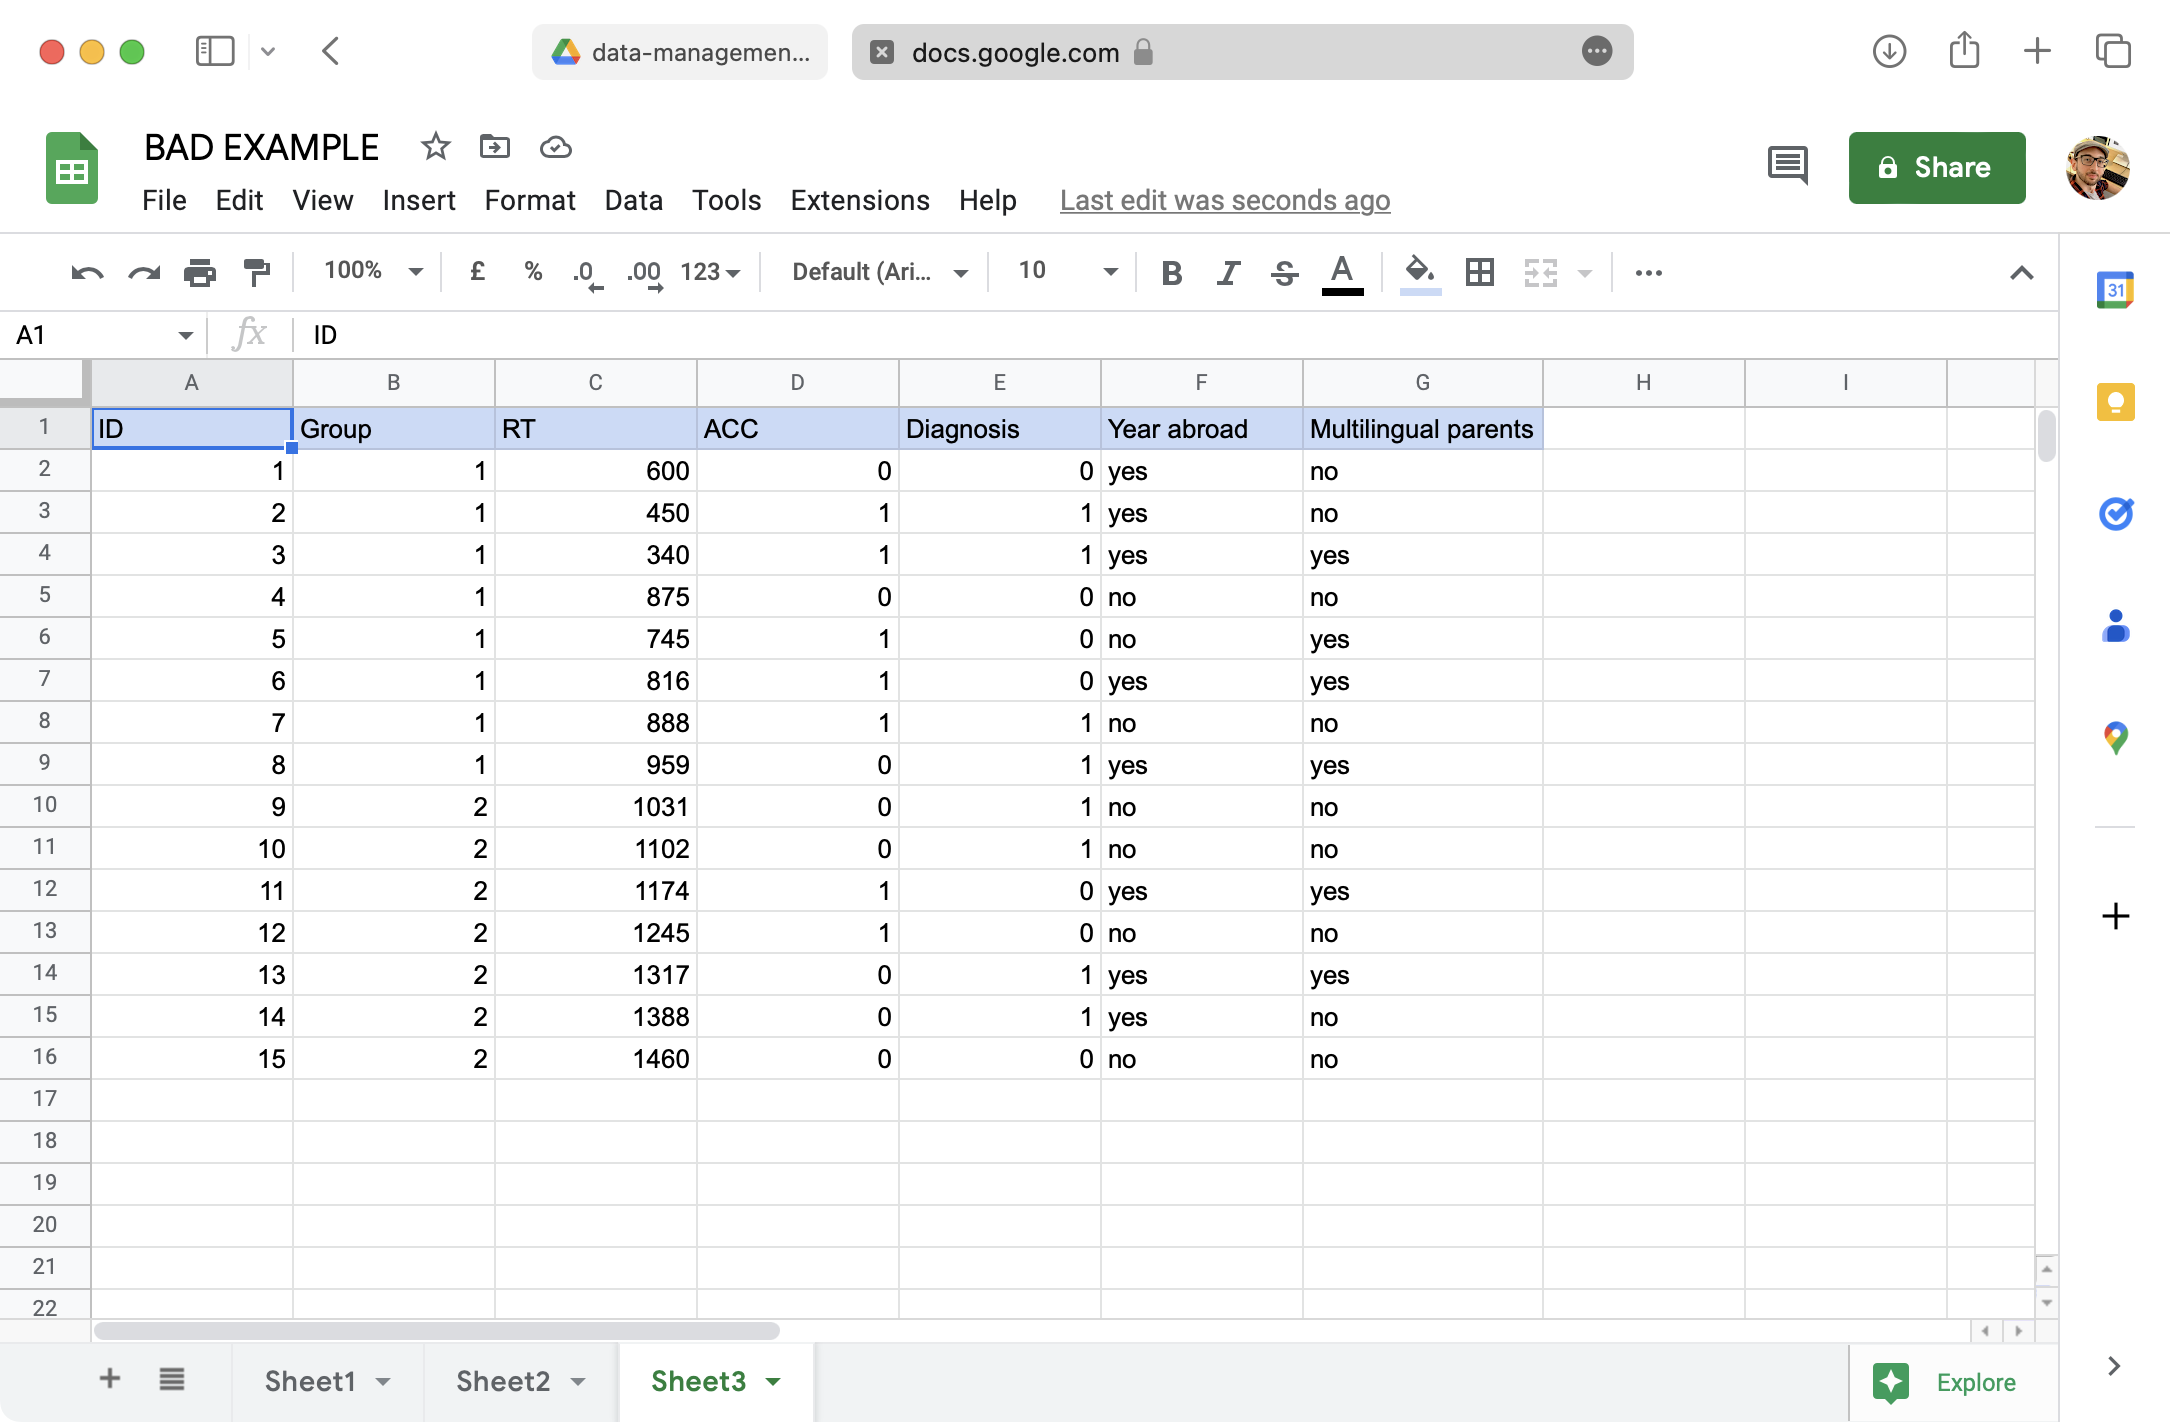 data-managemen...
docs.google.com
BAD EXAMPLE
File Edit View Insert Format Data Tools Extensions Help Last edit was seconds ago
Share
100% £ % .0 .00 123 Default (Ari... 10 B I S A
31
A1 fx ID
A B C D E F G H I
1 ID Group RT ACC Diagnosis Year abroad Multilingual parents
2 1 1 600 0 0 yes no
3 2 1 450 1 1 yes no
4 3 1 340 1 1 yes yes
5 4 1 875 0 0 no no
6 5 1 745 1 0 no yes
7 6 1 816 1 0 yes yes
8 7 1 888 1 1 no no
9 8 1 959 0 1 yes yes
10 9 2 1031 0 1 no no
11 10 2 1102 0 1 no no
12 11 2 1174 1 0 yes yes
13 12 2 1245 1 0 no no
14 13 2 1317 0 1 yes yes
15 14 2 1388 0 1 yes no
16 15 2 1460 0 0 no no
17
18
19
20
21
22
Sheet1 Sheet2 Sheet3 Explore